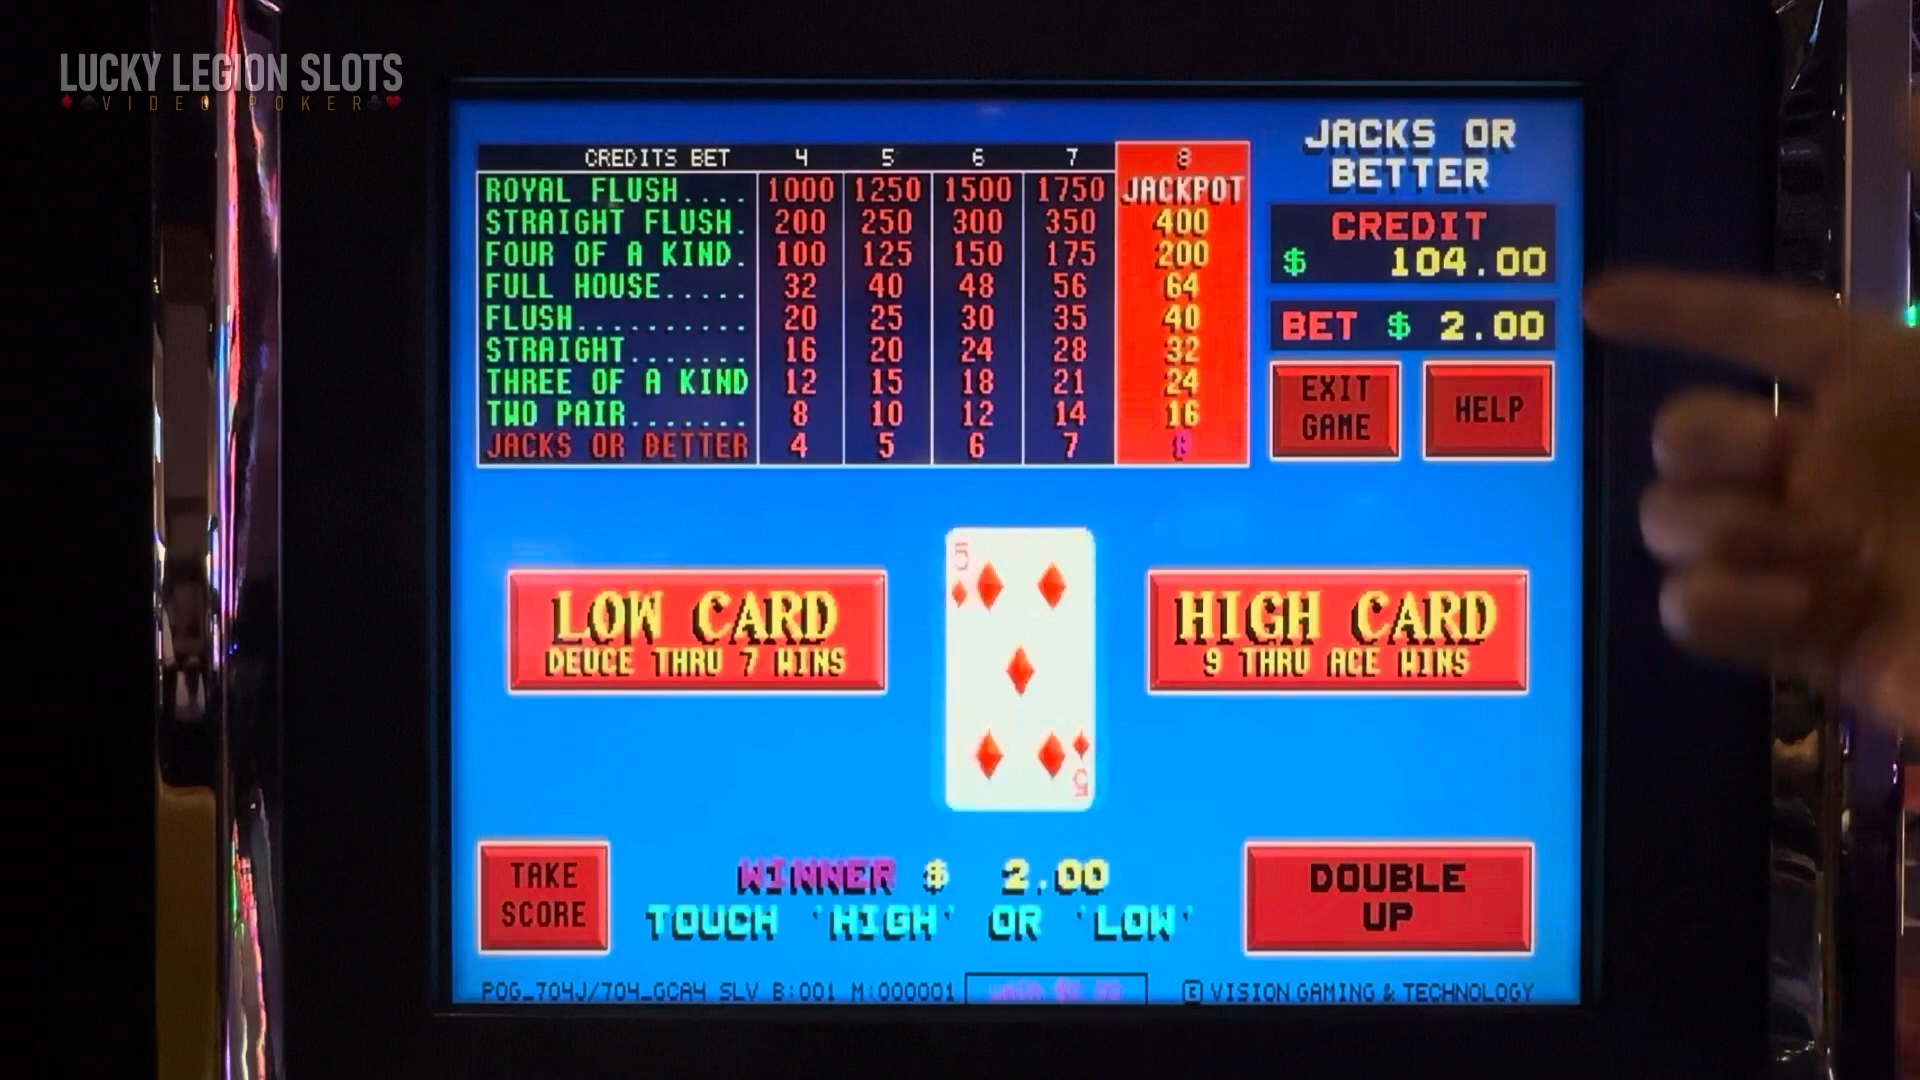 LUCKY LEGION SLOTS
VIDEO POKER
JACKS OR
BETTER
CREDITS BET 4 5 6 7 8
ROYAL FLUSH.... 1000 1250 1500 1750 JACKPOT
STRAIGHT FLUSH. 200 250 300 350 400
FOUR OF A KIND. 100 125 150 175 200
FULL HOUSE..... 32 40 48 56 64
FLUSH.......... 20 25 30 35 40
STRAIGHT....... 16 20 24 28 32
THREE OF A KIND 12 15 18 21 24
TWO PAIR....... 8 10 12 14 16
JACKS OR BETTER 4 5 6 7 8
CREDIT
$ 104.00
BET $ 2.00
EXIT
GAME
HELP
LOW CARD
DEUCE THRU 7 WINS
5
5
HIGH CARD
9 THRU ACE WINS
TAKE
SCORE
WINNER $ 2.00
TOUCH 'HIGH' OR 'LOW'
DOUBLE
UP
POG_704J/704_GCA4 SLV B:001 M:000001
C VISION GAMING & TECHNOLOGY